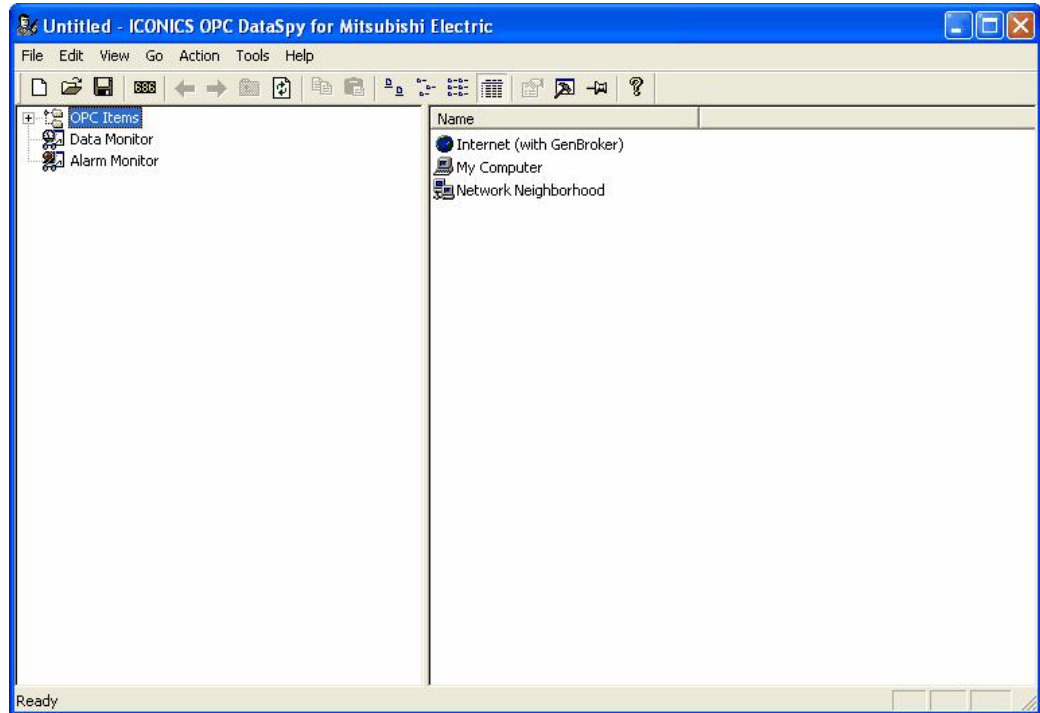 Untitled - ICONICS OPC DataSpy for Mitsubishi Electric
File Edit View Go Action Tools Help
OPC Items
Data Monitor
Alarm Monitor
Name
Internet (with GenBroker)
My Computer
Network Neighborhood
Ready